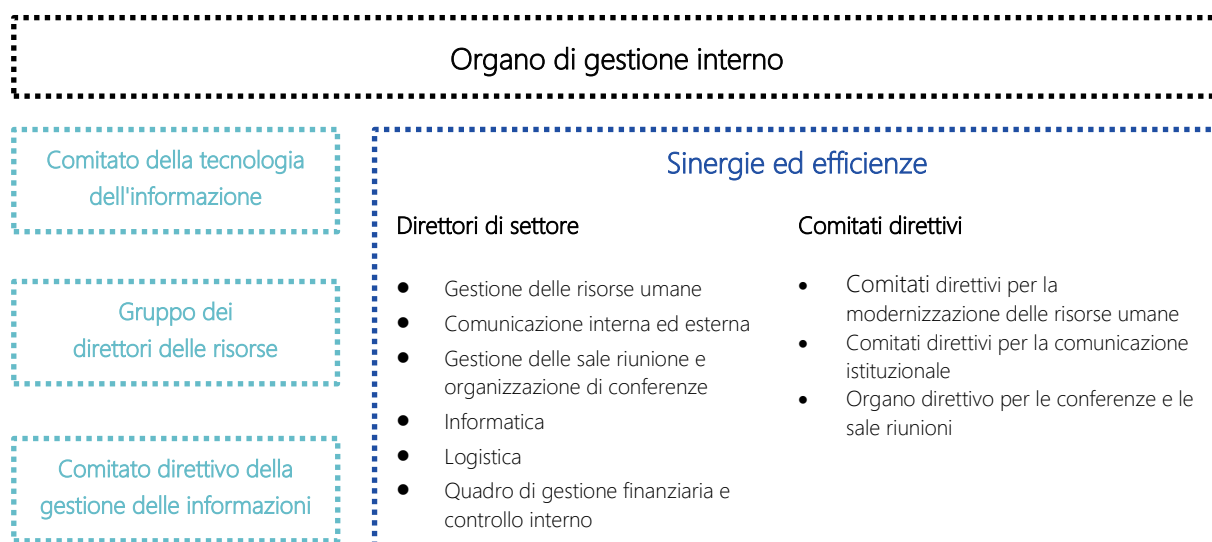 Organo di gestione interno
Comitato della tecnologia
dell'informazione
Gruppo dei
direttori delle risorse
Comitato direttivo della
gestione delle informazioni
Sinergie ed efficienze
Direttori di settore
● Gestione delle risorse umane
● Comunicazione interna ed esterna
● Gestione delle sale riunione e
organizzazione di conferenze
● Informatica
● Logistica
● Quadro di gestione finanziaria e
controllo interno
Comitati direttivi
• Comitati direttivi per la
modernizzazione delle risorse umane
• Comitati direttivi per la comunicazione
istituzionale
• Organo direttivo per le conferenze e le
sale riunioni